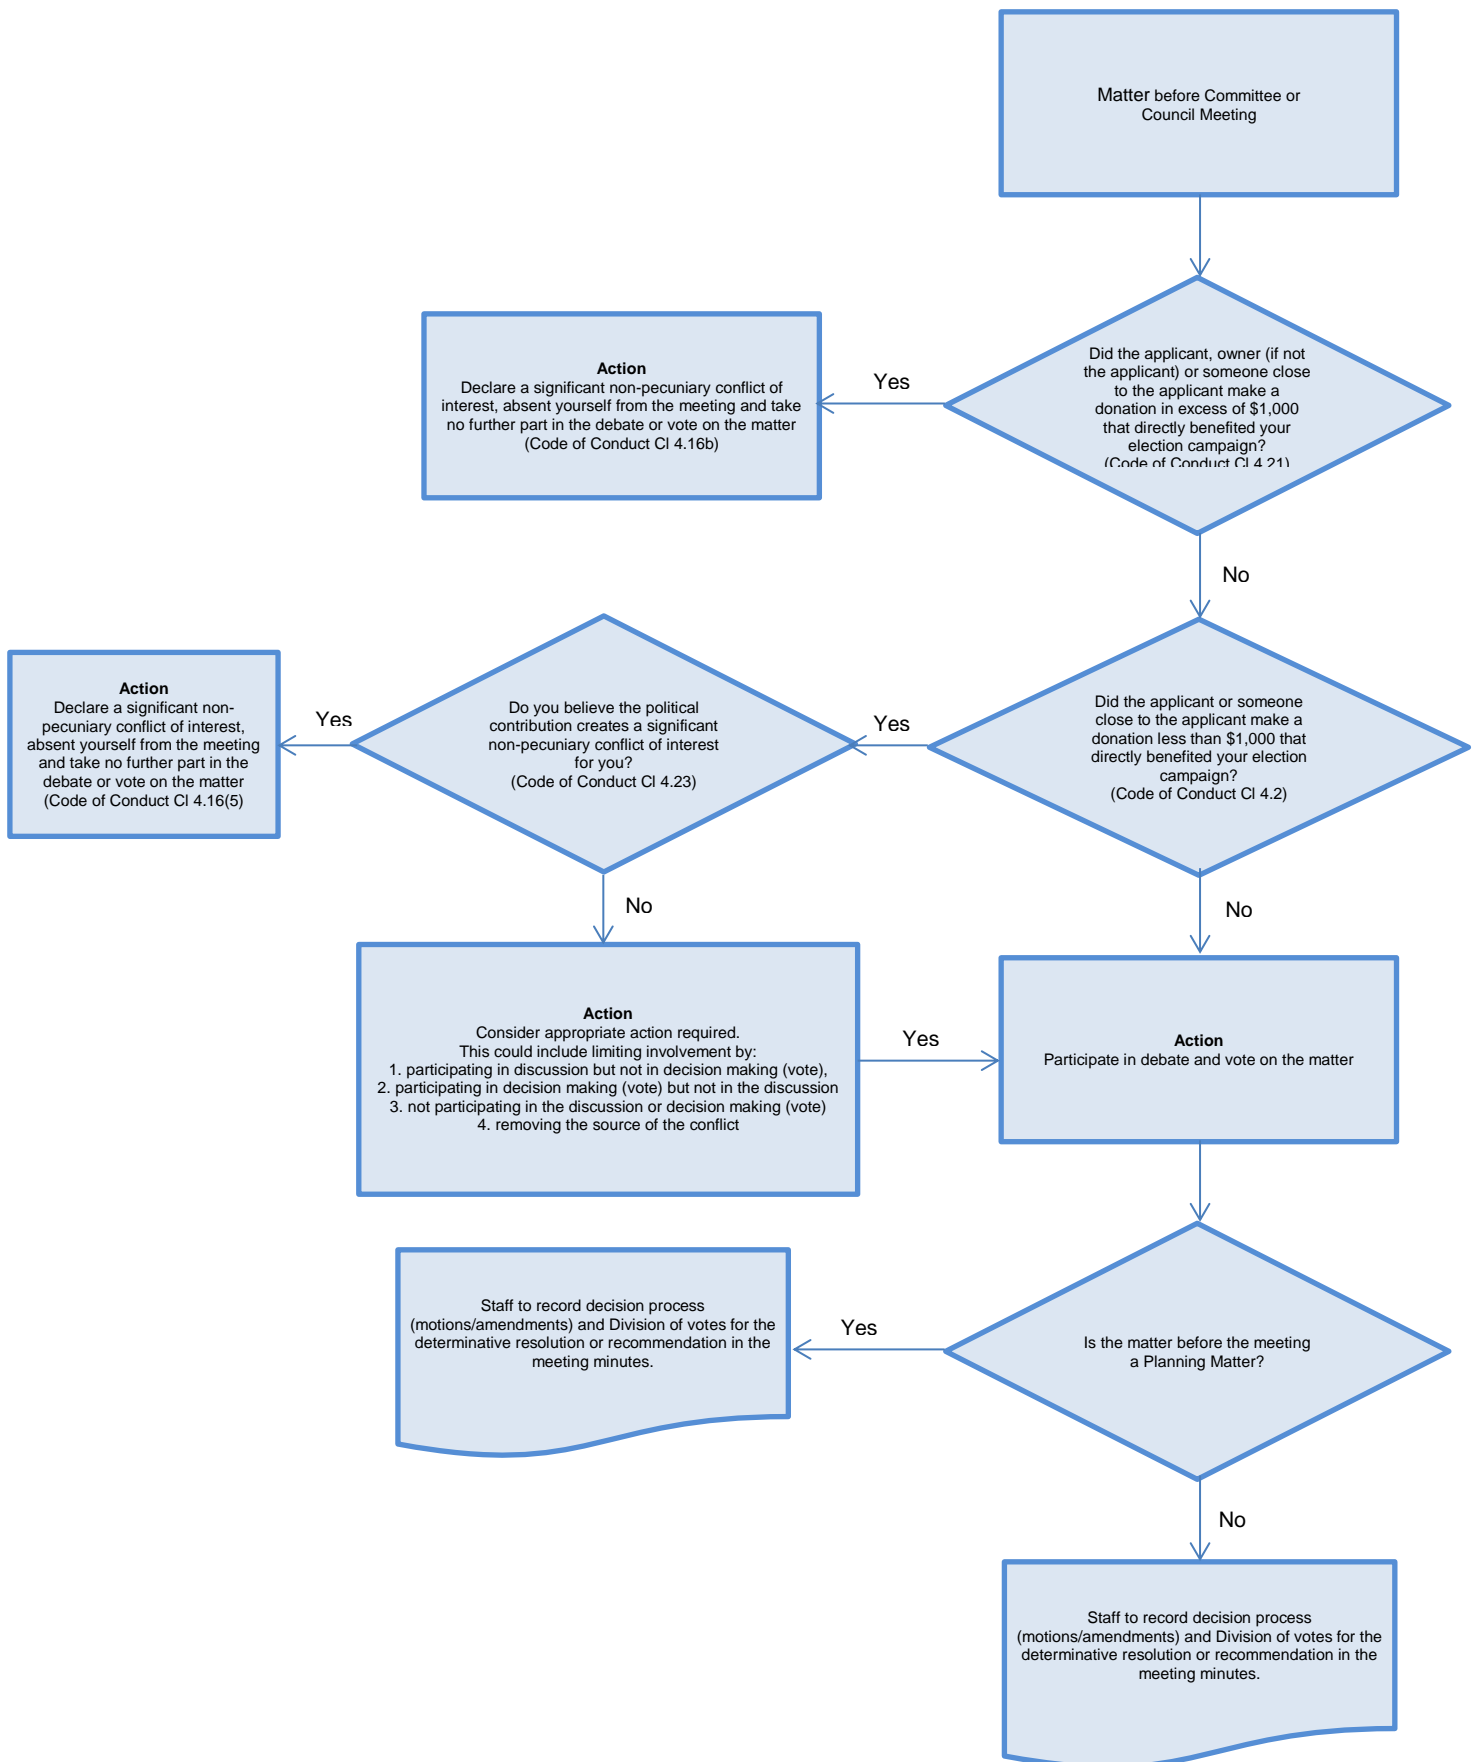 Matter before Committee or
Council Meeting
Did the applicant, owner (if not
the applicant) or someone close
to the applicant make a
donation in excess of $1,000
that directly benefited your
election campaign?
(Code of Conduct Cl 4.21)
Yes
Action
Declare a significant non-pecuniary conflict of
interest, absent yourself from the meeting and take
no further part in the debate or vote on the matter
(Code of Conduct Cl 4.16b)
No
Did the applicant or someone
close to the applicant make a
donation less than $1,000 that
directly benefited your election
campaign?
(Code of Conduct Cl 4.2)
Yes
Do you believe the political
contribution creates a significant
non-pecuniary conflict of interest
for you?
(Code of Conduct Cl 4.23)
Yes
Action
Declare a significant non-
pecuniary conflict of interest,
absent yourself from the meeting
and take no further part in the
debate or vote on the matter
(Code of Conduct Cl 4.16(5)
No
No
Action
Consider appropriate action required.
This could include limiting involvement by:
1. participating in discussion but not in decision making (vote),
2. participating in decision making (vote) but not in the discussion
3. not participating in the discussion or decision making (vote)
4. removing the source of the conflict
Yes
Action
Participate in debate and vote on the matter
Is the matter before the meeting
a Planning Matter?
Yes
Staff to record decision process
(motions/amendments) and Division of votes for the
determinative resolution or recommendation in the
meeting minutes.
No
Staff to record decision process
(motions/amendments) and Division of votes for the
determinative resolution or recommendation in the
meeting minutes.